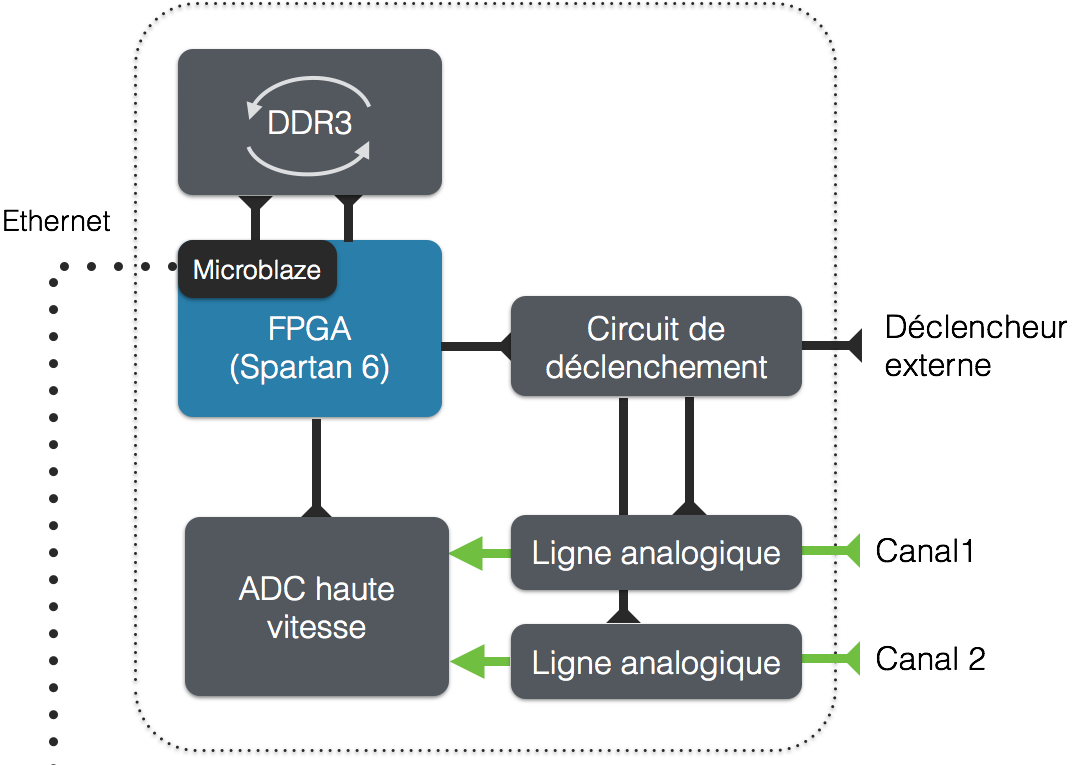 DDR3
Ethernet
Microblaze
FPGA
(Spartan 6)
Circuit de
déclenchement
Déclencheur
externe
ADC haute
vitesse
Ligne analogique
Canal1
Ligne analogique
Canal 2